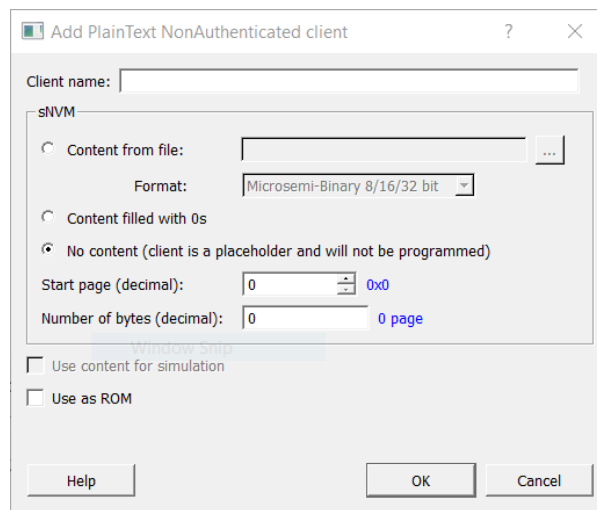 Add PlainText NonAuthenticated client ?
Client name:
sNVM
Content from file: ...
Format: Microsemi-Binary 8/16/32 bit
Content filled with 0s
No content (client is a placeholder and will not be programmed)
Start page (decimal): 0 0x0
Number of bytes (decimal): 0 0 page
Window Snip
Use content for simulation
Use as ROM
Help OK Cancel